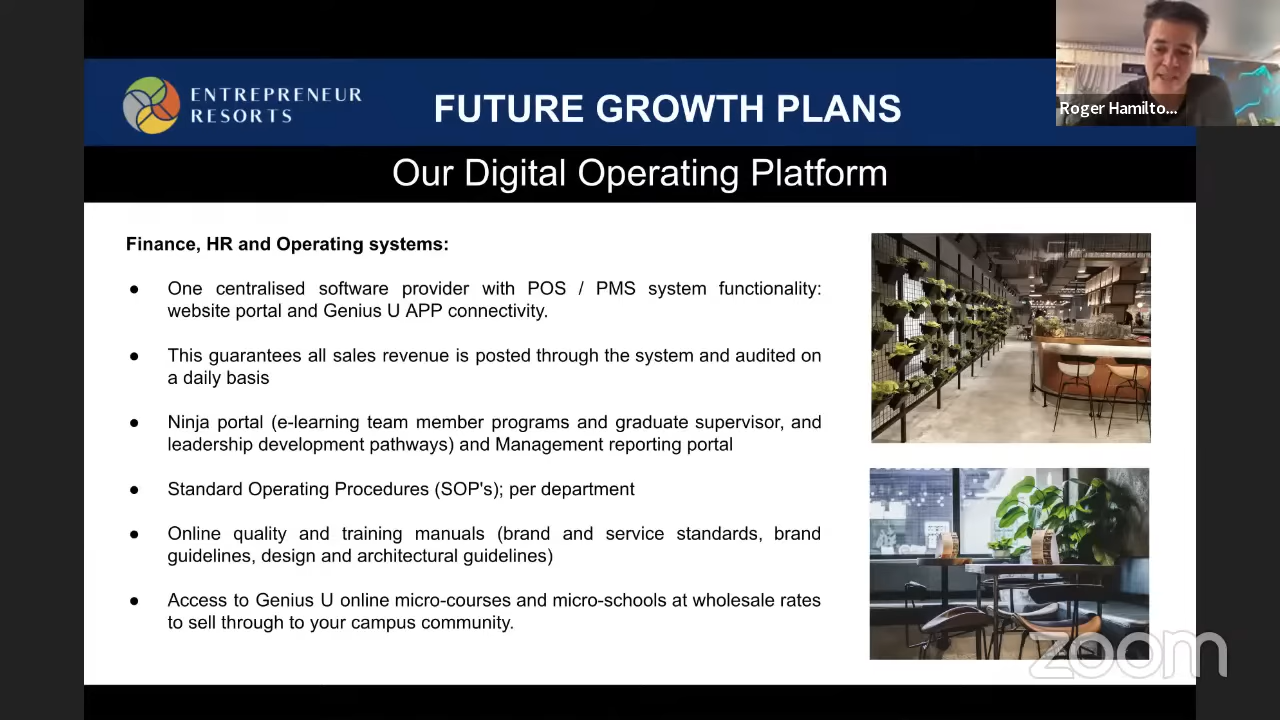 ENTREPRENEUR
RESORTS
FUTURE GROWTH PLANS
Roger Hamilto...
Our Digital Operating Platform
Finance, HR and Operating systems:
● One centralised software provider with POS / PMS system functionality:
website portal and Genius U APP connectivity.
● This guarantees all sales revenue is posted through the system and audited on
a daily basis
● Ninja portal (e-learning team member programs and graduate supervisor, and
leadership development pathways) and Management reporting portal
● Standard Operating Procedures (SOP's); per department
● Online quality and training manuals (brand and service standards, brand
guidelines, design and architectural guidelines)
● Access to Genius U online micro-courses and micro-schools at wholesale rates
to sell through to your campus community.
zoom